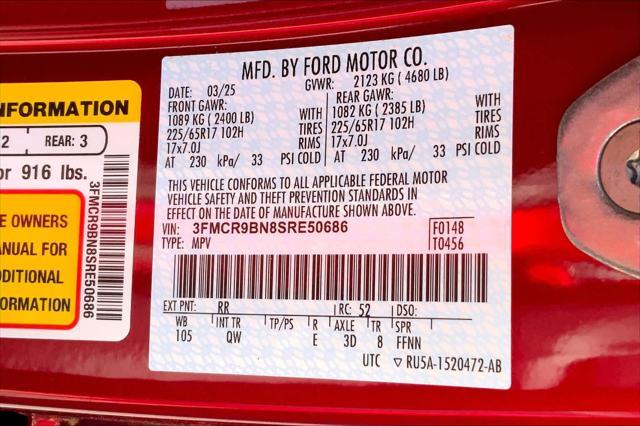 MFD. BY FORD MOTOR CO.
DATE: 03/25 GVWR: 2123 KG ( 4680 LB)
FRONT GAWR: REAR GAWR:
1089 KG ( 2400 LB) WITH 1082 KG ( 2385 LB) WITH
225/65R17 102H TIRES 225/65R17 102H TIRES
17x7.0J RIMS 17x7.0J RIMS
AT 230 kPa/ 33 PSI COLD AT 230 kPa/ 33 PSI COLD
THIS VEHICLE CONFORMS TO ALL APPLICABLE FEDERAL MOTOR
VEHICLE SAFETY AND THEFT PREVENTION STANDARDS IN
EFFECT ON THE DATE OF MANUFACTURE SHOWN ABOVE.
VIN: 3FMCR9BN8SRE50686 F0148
TYPE: MPV T0456
EXT PNT: RR RC: 52 DSO:
WB INT TR TP/PS R AXLE TR SPR
105 QW E 3D 8 FFNN
UTC ▽ RU5A-1520472-AB
NFORMATION
2 REAR: 3
or 916 lbs.
E OWNERS
ANUAL FOR
DDITIONAL
FORMATION
3FMCR9BN8SRE50686